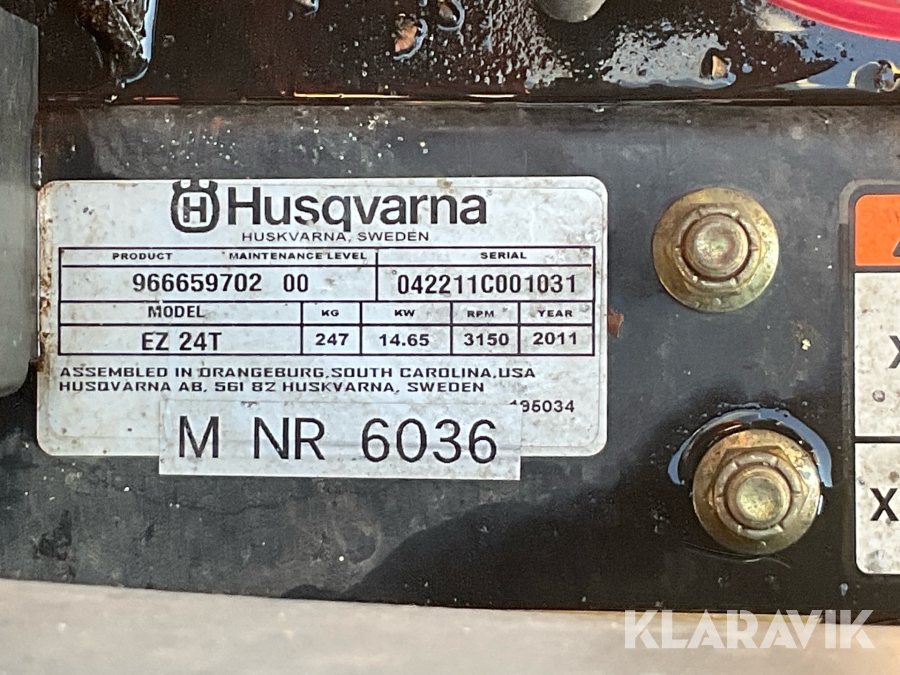 Husqvarna
HUSKVARNA, SWEDEN
PRODUCT MAINTENANCE LEVEL SERIAL
966659702 00 042211C001031
MODEL KG KW RPM YEAR
EZ 24T 247 14.65 3150 2011
ASSEMBLED IN ORANGEBURG, SOUTH CAROLINA, USA
HUSQVARNA AB, 561 82 HUSKVARNA, SWEDEN
95034
M NR 6036
X
KLARAVIK